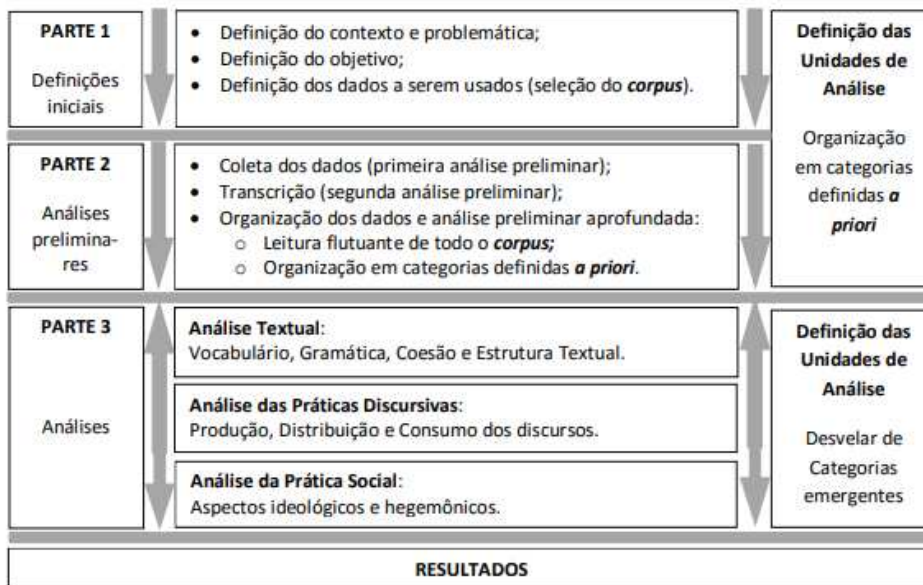 PARTE 1
Definições
iniciais
• Definição do contexto e problemática;
• Definição do objetivo;
• Definição dos dados a serem usados (seleção do corpus).
Definição das
Unidades de
Análise
Organização
em categorias
definidas a
priori
PARTE 2
Análises
prelimina-
res
• Coleta dos dados (primeira análise preliminar);
• Transcrição (segunda análise preliminar);
• Organização dos dados e análise preliminar aprofundada:
o Leitura flutuante de todo o corpus;
o Organização em categorias definidas a priori.
PARTE 3
Análises
Análise Textual:
Vocabulário, Gramática, Coesão e Estrutura Textual.
Análise das Práticas Discursivas:
Produção, Distribuição e Consumo dos discursos.
Análise da Prática Social:
Aspectos ideológicos e hegemônicos.
Definição das
Unidades de
Análise
Desvelar de
Categorias
emergentes
RESULTADOS